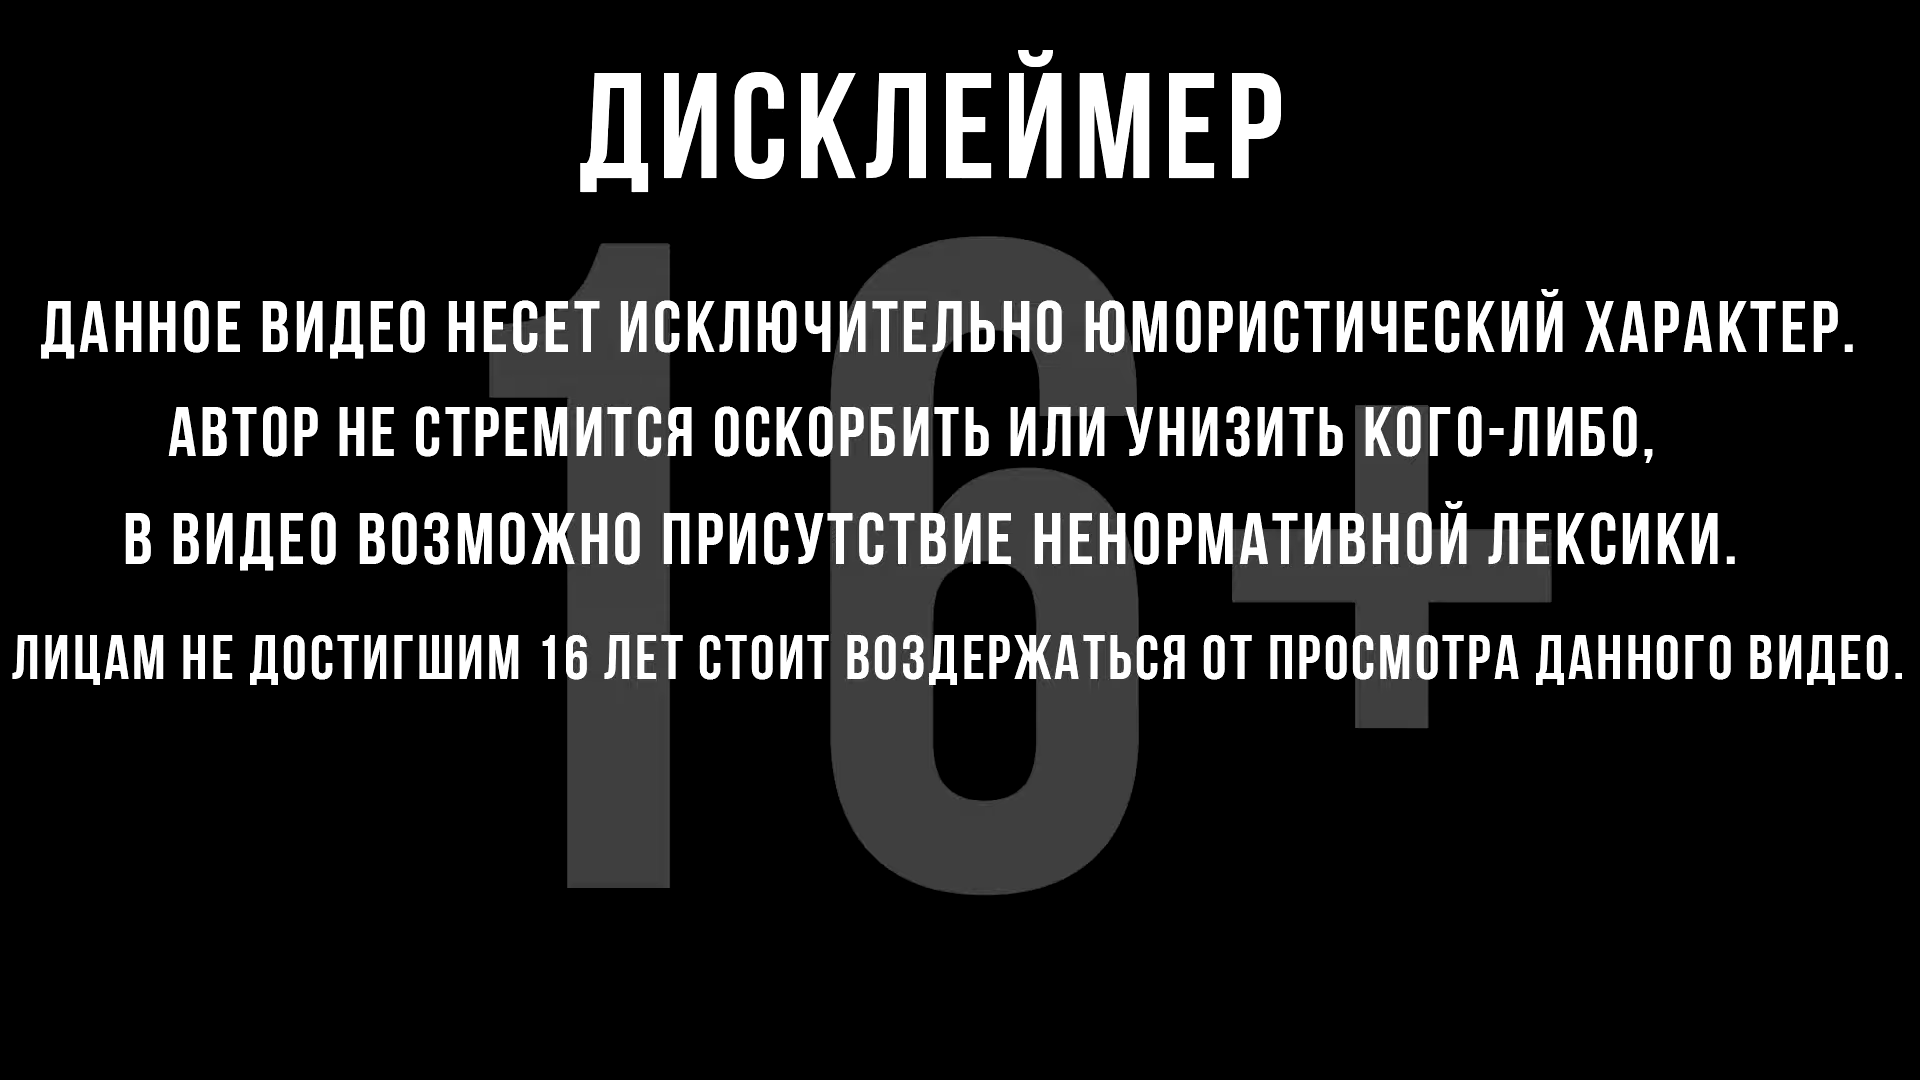 ДИСКЛЕЙМЕР
16+
ДАННОЕ ВИДЕО НЕСЕТ ИСКЛЮЧИТЕЛЬНО ЮМОРИСТИЧЕСКИЙ ХАРАКТЕР.
АВТОР НЕ СТРЕМИТСЯ ОСКОРБИТЬ ИЛИ УНИЗИТЬ КОГО-ЛИБО,
В ВИДЕО ВОЗМОЖНО ПРИСУТСТВИЕ НЕНОРМАТИВНОЙ ЛЕКСИКИ.
ЛИЦАМ НЕ ДОСТИГШИМ 16 ЛЕТ СТОИТ ВОЗДЕРЖАТЬСЯ ОТ ПРОСМОТРА ДАННОГО ВИДЕО.